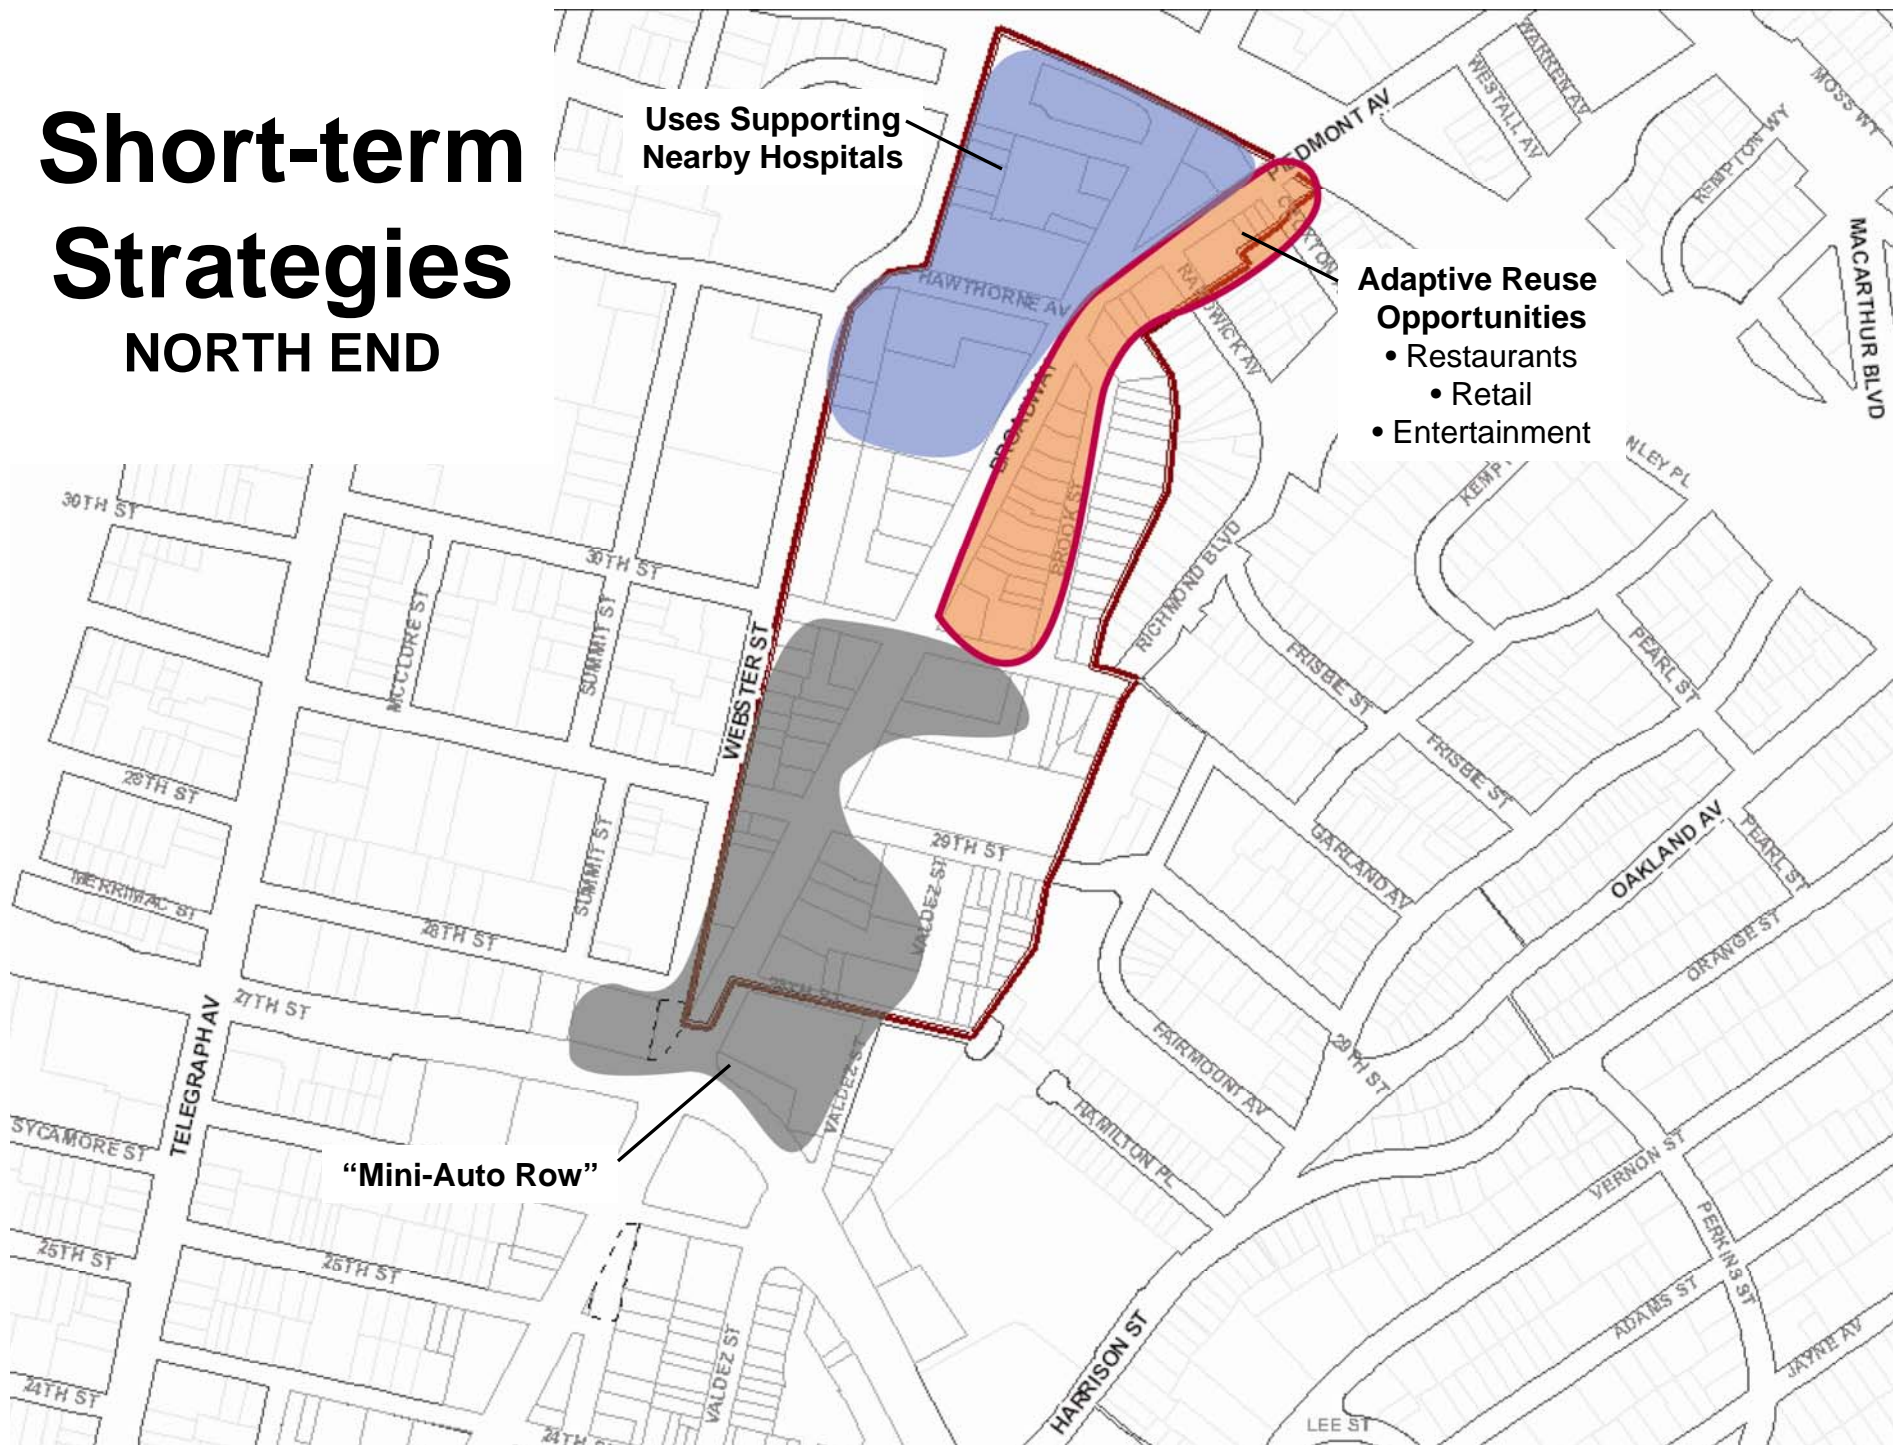 Short-term
Strategies
NORTH END
Uses Supporting
Nearby Hospitals
Adaptive Reuse
Opportunities
• Restaurants
• Retail
• Entertainment
“Mini-Auto Row”
WARREN AV
WESTALL AV
MOSS WY
KEMPTON WY
MACARTHUR BLVD
HAWTHORNE AV
BROADWAY
BROOK ST
RICHMOND BLVD
30TH ST
30TH ST
MCCLURE ST
SUMMIT ST
WEBSTER ST
FRISBIE ST
PEARL ST
28TH ST
FRISBIE ST
SUMMIT ST
29TH ST
GARLAND AV
OAKLAND AV
PEARL ST
MERRIMAC ST
28TH ST
VALDEZ ST
ORANGE ST
27TH ST
28TH ST
TELEGRAPH AV
FAIRMOUNT AV
29TH ST
VALDEZ ST
HAMILTON PL
SYCAMORE ST
VERNON ST
PERKINS ST
25TH ST
25TH ST
ADAMS ST
JAYNE AV
VALDEZ ST
HARRISON ST
24TH ST
24TH
LEE ST